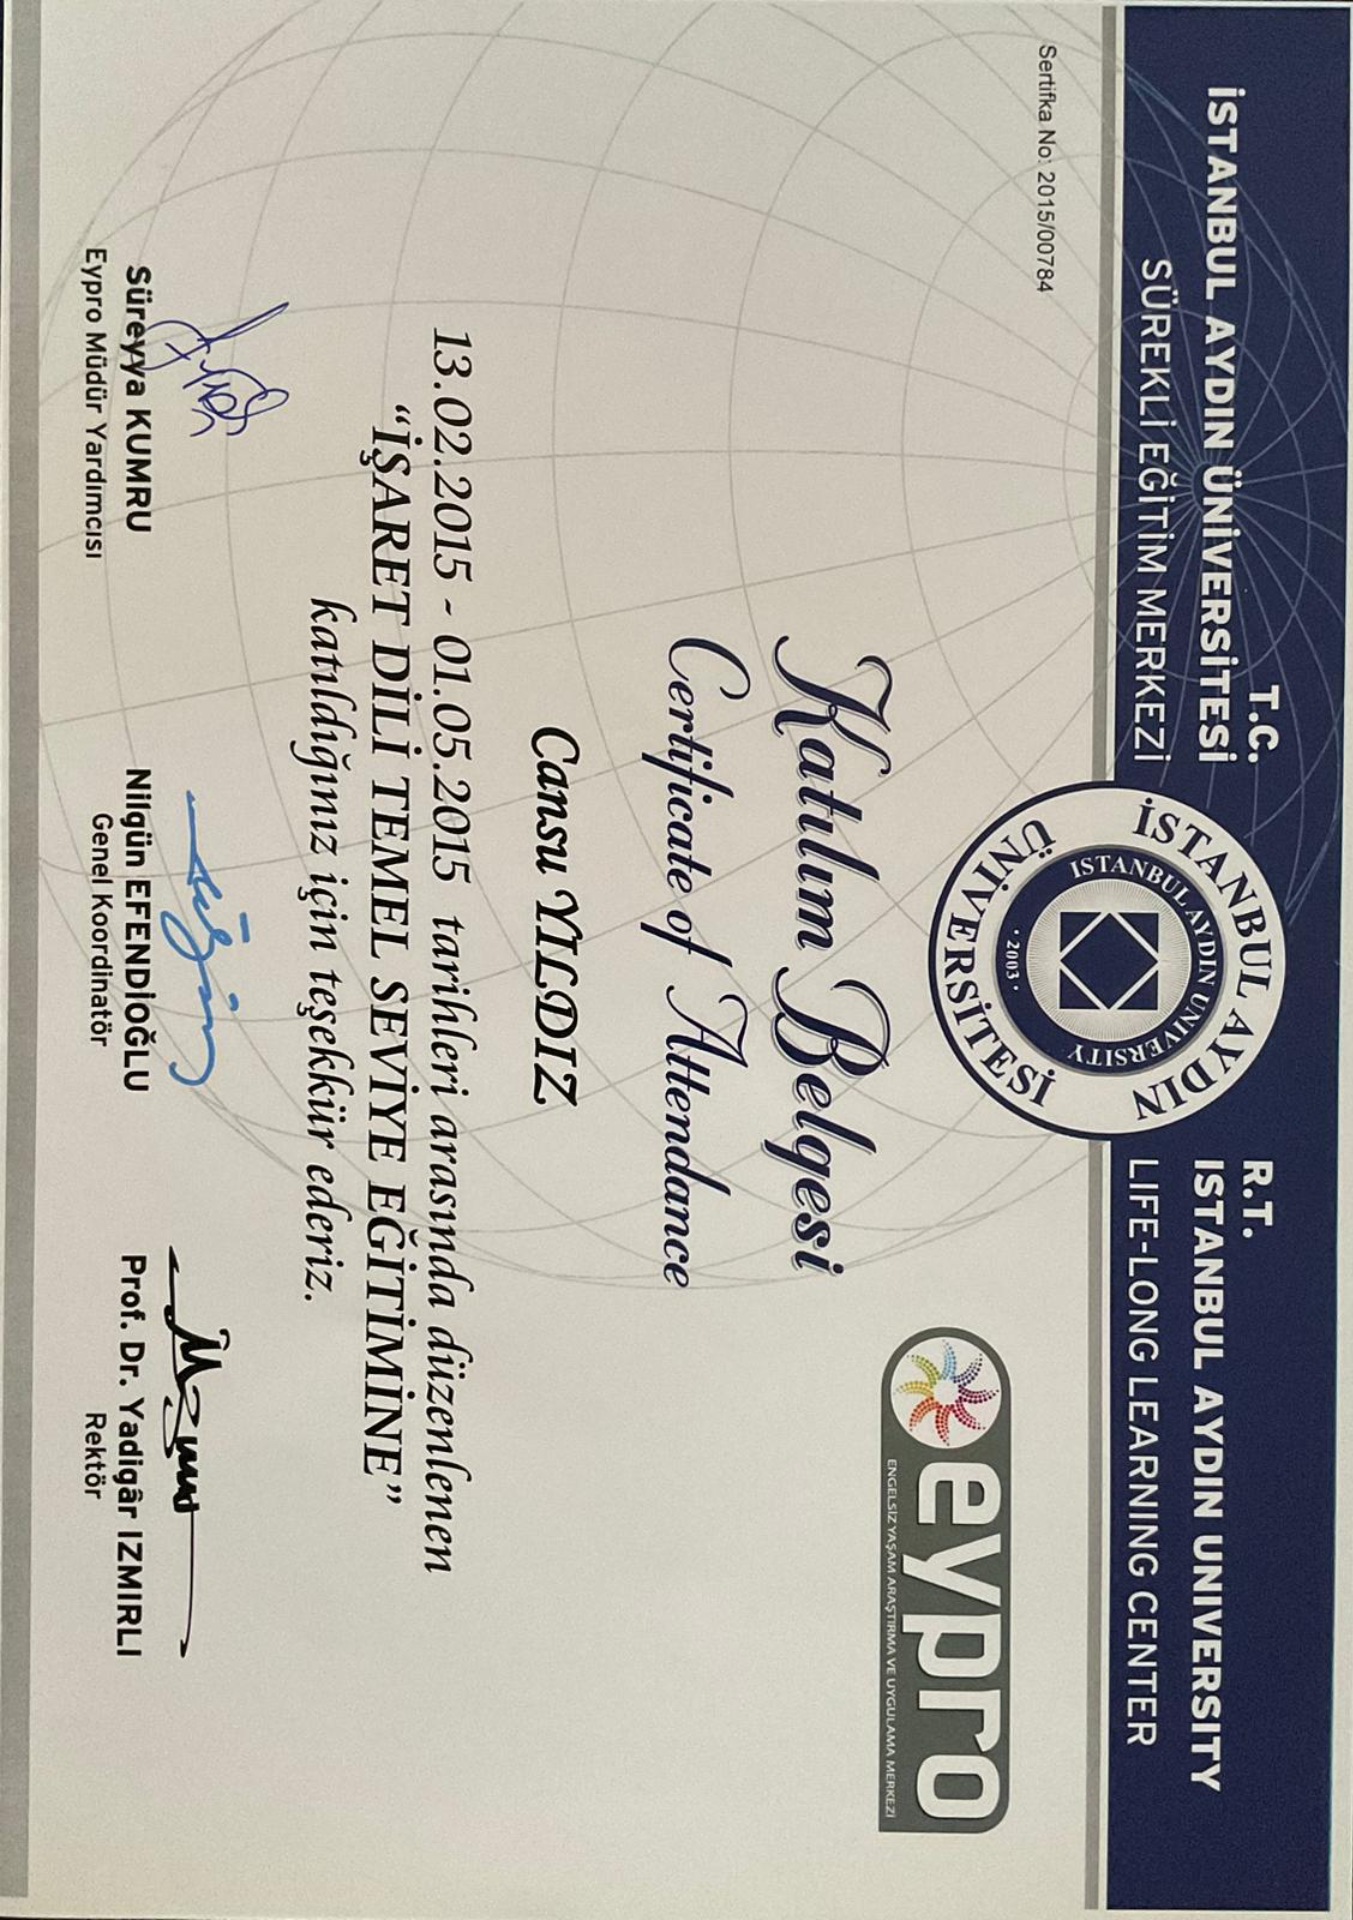 T.C.
İSTANBUL AYDIN ÜNİVERSİTESİ
SÜREKLİ EĞİTİM MERKEZİ
R.T.
ISTANBUL AYDIN UNIVERSITY
LIFE-LONG LEARNING CENTER
İSTANBUL AYDIN
ÜNİVERSİTESİ
ISTANBUL AYDIN UNIVERSITY
· 2003 ·
Sertifka No: 2015/00784
eypro
ENGELSİZ YAŞAM ARAŞTIRMA VE UYGULAMA MERKEZİ
Katılım Belgesi
Certificate of Attendance
Cansu YILDIZ
13.02.2015 - 01.05.2015 tarihleri arasında düzenlenen
“İŞARET DİLİ TEMEL SEVİYE EĞİTİMİNE”
katıldığınız için teşekkür ederiz.
Süreyya KUMRU
Eypro Müdür Yardımcısı
Nilgün EFENDİOĞLU
Genel Koordinatör
Prof. Dr. Yadigâr IZMIRLI
Rektör